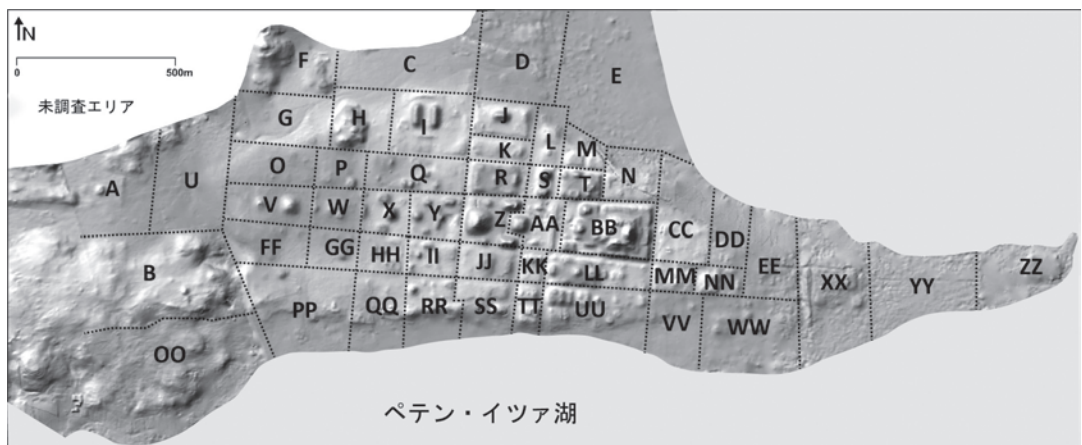 N
0 500m
未調査エリア
F C D E
G H I J
K L M
A U O P Q R S T N
V W X Y Z AA BB CC DD
B FF GG HH II JJ KK LL MM NN EE XX YY ZZ
PP QQ RR SS TT UU VV WW
OO
ペテン・イツァ湖